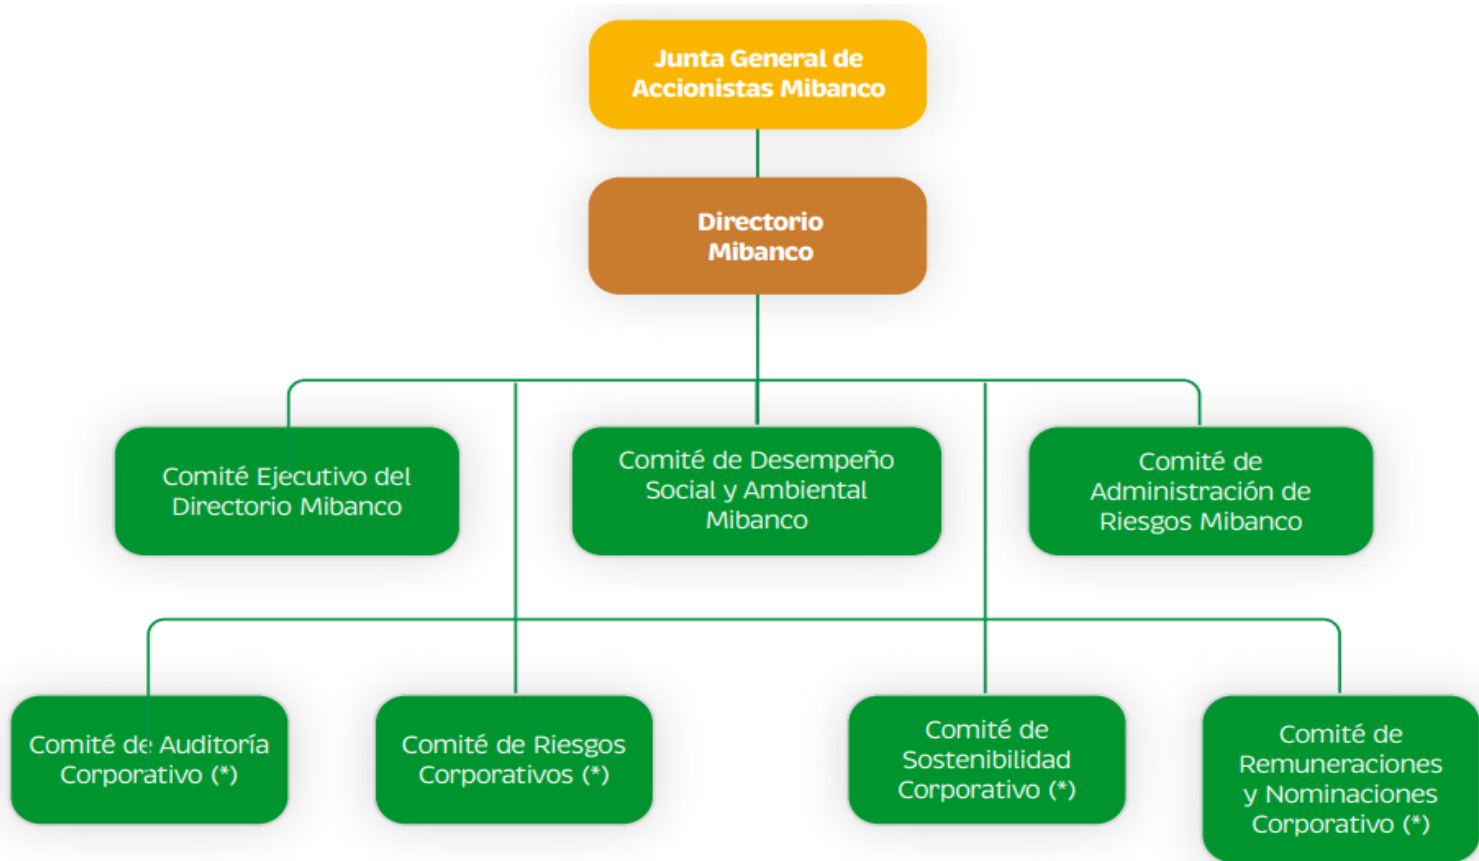 Junta General de
Accionistas Mibanco
Directorio
Mibanco
Comité Ejecutivo del
Directorio Mibanco
Comité de Desempeño
Social y Ambiental
Mibanco
Comité de
Administración de
Riesgos Mibanco
Comité de Auditoría
Corporativo (*)
Comité de Riesgos
Corporativos (*)
Comité de
Sostenibilidad
Corporativo (*)
Comité de
Remuneraciones
y Nominaciones
Corporativo (*)